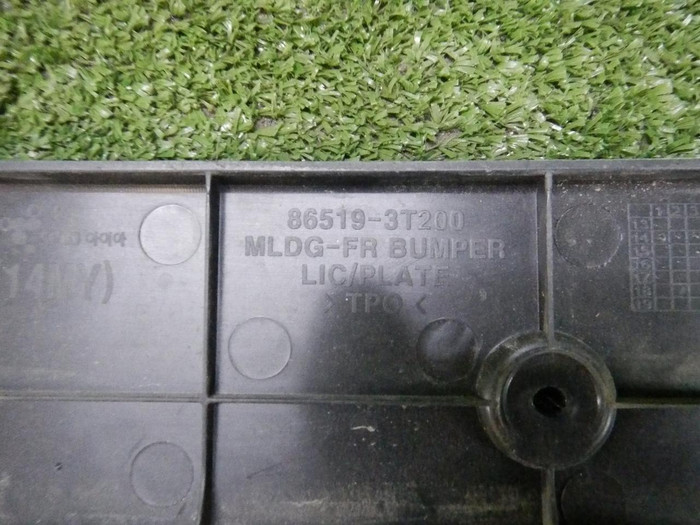 86519-3T200
MLDG-FR BUMPER
LIC/PLATE
>TPO<